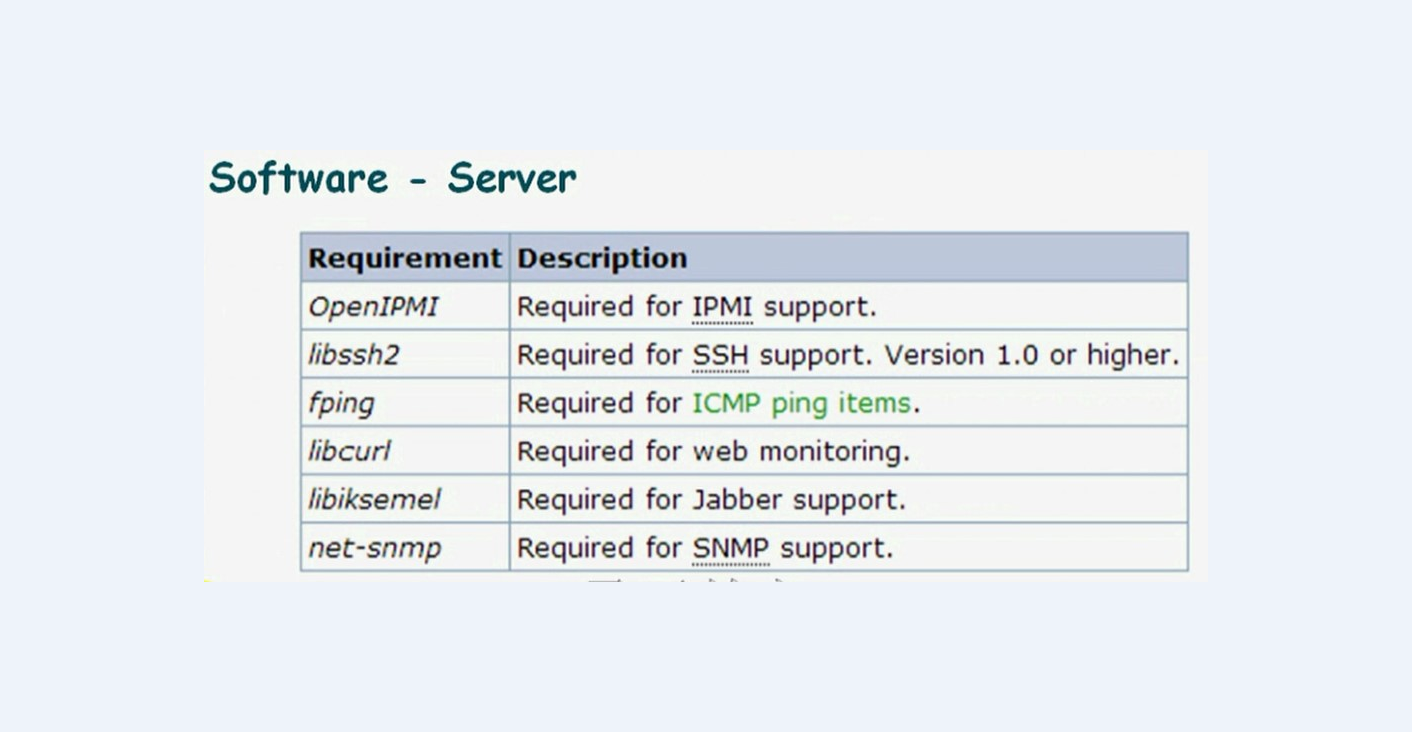 Software - Server
Requirement Description
OpenIPMI Required for IPMI support.
libssh2 Required for SSH support. Version 1.0 or higher.
fping Required for ICMP ping items.
libcurl Required for web monitoring.
libiksemel Required for Jabber support.
net-snmp Required for SNMP support.